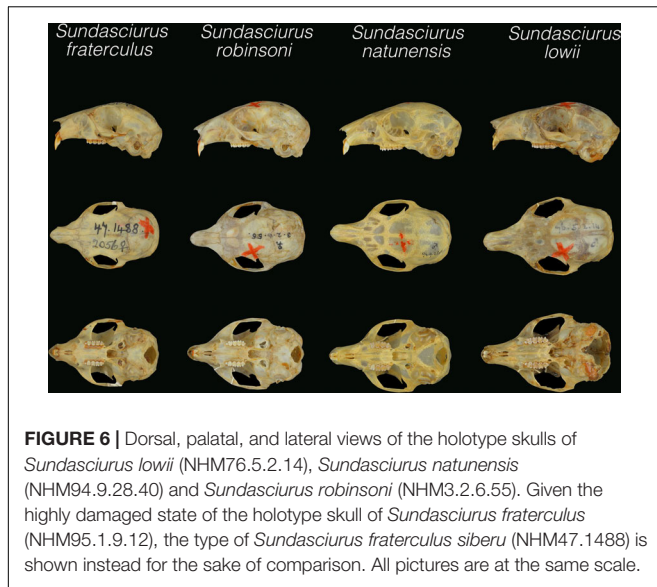 Sundasciurus fraterculus
Sundasciurus robinsoni
Sundasciurus natunensis
Sundasciurus lowii
47.1488.
FIGURE 6 | Dorsal, palatal, and lateral views of the holotype skulls of
Sundasciurus lowii (NHM76.5.2.14), Sundasciurus natunensis
(NHM94.9.28.40) and Sundasciurus robinsoni (NHM3.2.6.55). Given the
highly damaged state of the holotype skull of Sundasciurus fraterculus
(NHM95.1.9.12), the type of Sundasciurus fraterculus siberu (NHM47.1488) is
shown instead for the sake of comparison. All pictures are at the same scale.